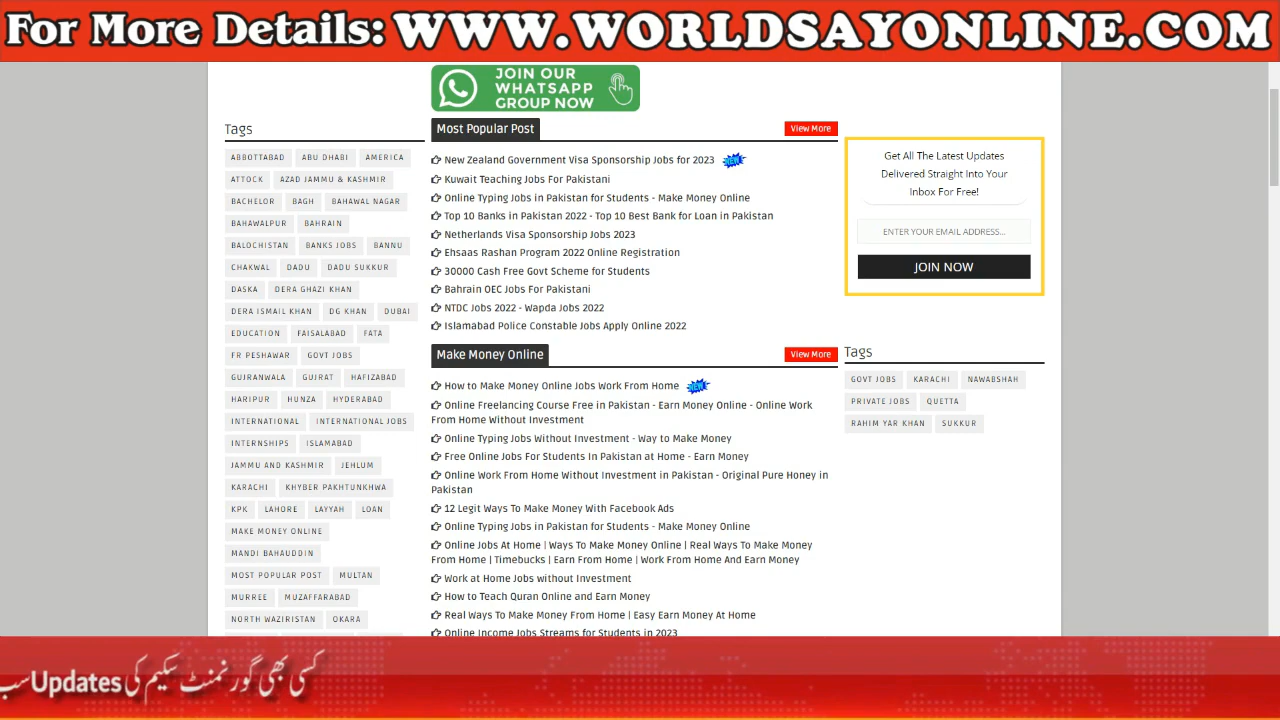 For More Details: WWW.WORLDSAYONLINE.COM
JOIN OUR
WHATSAPP
GROUP NOW
Tags
ABBOTTABAD ABU DHABI AMERICA
ATTOCK AZAD JAMMU & KASHMIR
BACHELOR BAGH BAHAWAL NAGAR
BAHAWALPUR BAHRAIN
BALOCHISTAN BANKS JOBS BANNU
CHAKWAL DADU DADU SUKKUR
DASKA DERA GHAZI KHAN
DERA ISMAIL KHAN DG KHAN DUBAI
EDUCATION FAISALABAD FATA
FR PESHAWAR GOVT JOBS
GUJRANWALA GUJRAT HAFIZABAD
HARIPUR HUNZA HYDERABAD
INTERNATIONAL INTERNATIONAL JOBS
INTERNSHIPS ISLAMABAD
JAMMU AND KASHMIR JEHLUM
KARACHI KHYBER PAKHTUNKHWA
KPK LAHORE LAYYAH LOAN
MAKE MONEY ONLINE
MANDI BAHAUDDIN
MOST POPULAR POST MULTAN
MURREE MUZAFFARABAD
NORTH WAZIRISTAN OKARA
Most Popular Post View More
New Zealand Government Visa Sponsorship Jobs for 2023 NEW
Kuwait Teaching Jobs For Pakistani
Online Typing Jobs in Pakistan for Students - Make Money Online
Top 10 Banks in Pakistan 2022 - Top 10 Best Bank for Loan in Pakistan
Netherlands Visa Sponsorship Jobs 2023
Ehsaas Rashan Program 2022 Online Registration
30000 Cash Free Govt Scheme for Students
Bahrain OEC Jobs For Pakistani
NTDC Jobs 2022 - Wapda Jobs 2022
Islamabad Police Constable Jobs Apply Online 2022
Make Money Online View More
How to Make Money Online Jobs Work From Home NEW
Online Freelancing Course Free in Pakistan - Earn Money Online - Online Work
From Home Without Investment
Online Typing Jobs Without Investment - Way to Make Money
Free Online Jobs For Students In Pakistan at Home - Earn Money
Online Work From Home Without Investment in Pakistan - Original Pure Honey in
Pakistan
12 Legit Ways To Make Money With Facebook Ads
Online Typing Jobs in Pakistan for Students - Make Money Online
Online Jobs At Home | Ways To Make Money Online | Real Ways To Make Money
From Home | Timebucks | Earn From Home | Work From Home And Earn Money
Work at Home Jobs without Investment
How to Teach Quran Online and Earn Money
Real Ways To Make Money From Home | Easy Earn Money At Home
Online Income Jobs Streams for Students in 2023
Get All The Latest Updates
Delivered Straight Into Your
Inbox For Free!
ENTER YOUR EMAIL ADDRESS...
JOIN NOW
Tags
GOVT JOBS KARACHI NAWABSHAH
PRIVATE JOBS QUETTA
RAHIM YAR KHAN SUKKUR
کسی بھی گورنمنٹ سکیم کی Updates سب